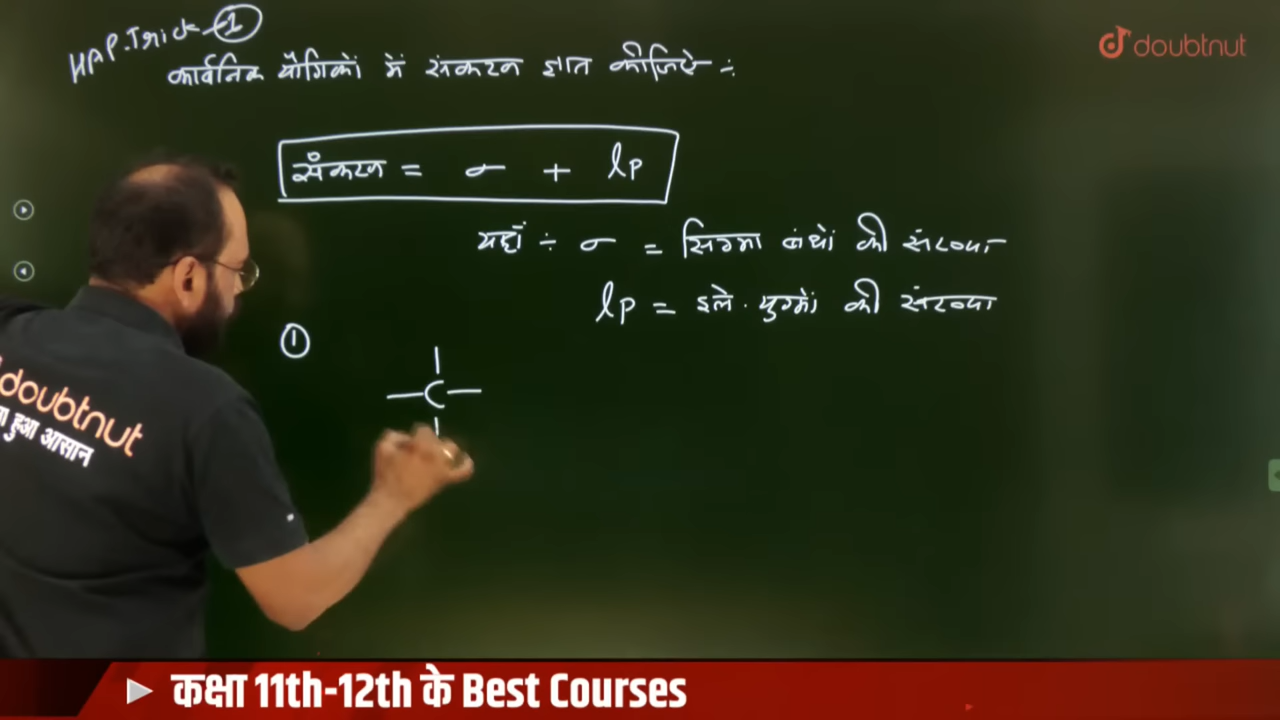 HAP-Trick-①
doubtnut
कार्बनिक यौगिकों में संकरण ज्ञात कीजिऐ ÷
संकरण = σ + lp
यहाँ ÷ σ = सिग्मा बंधों की संख्या
lp = इले. युग्मों की संख्या
①
C
doubtnut
हुआ आसान
कक्षा 11th-12th के Best Courses